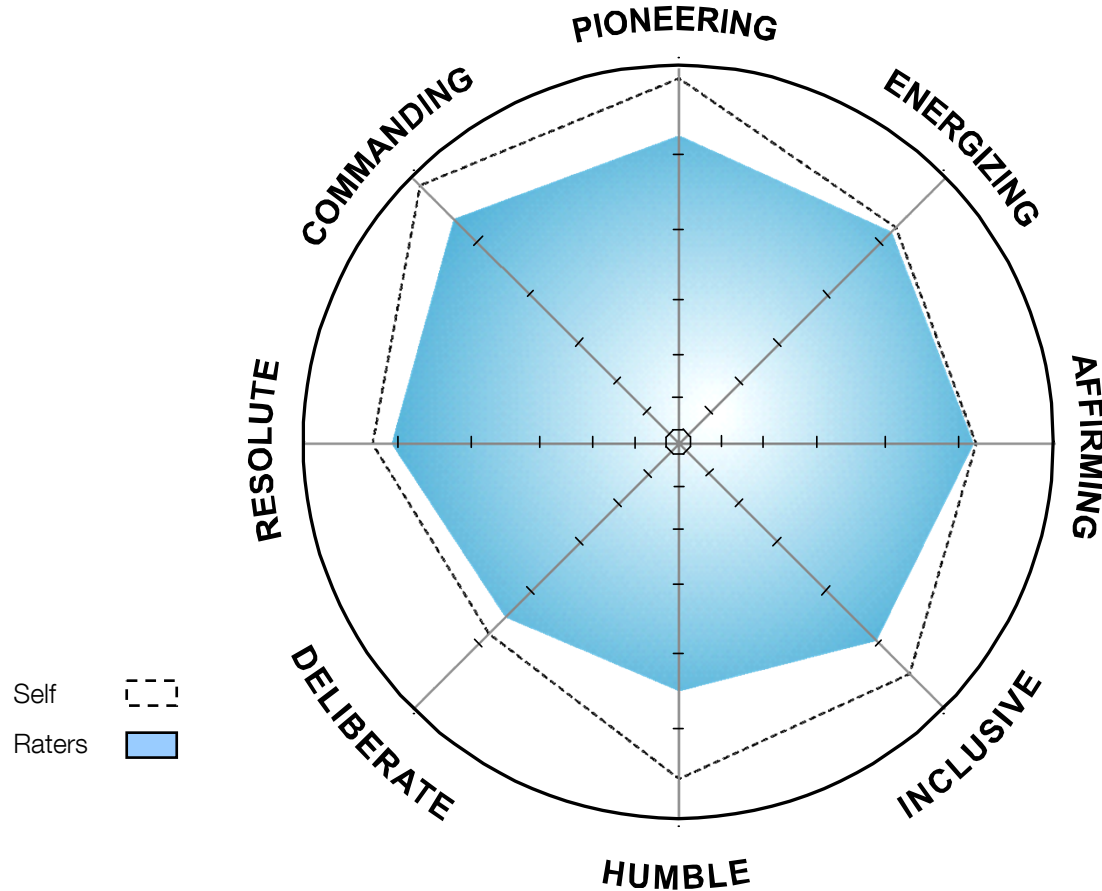 PIONEERING
ENERGIZING
AFFIRMING
INCLUSIVE
HUMBLE
DELIBERATE
RESOLUTE
COMMANDING
Self
Raters